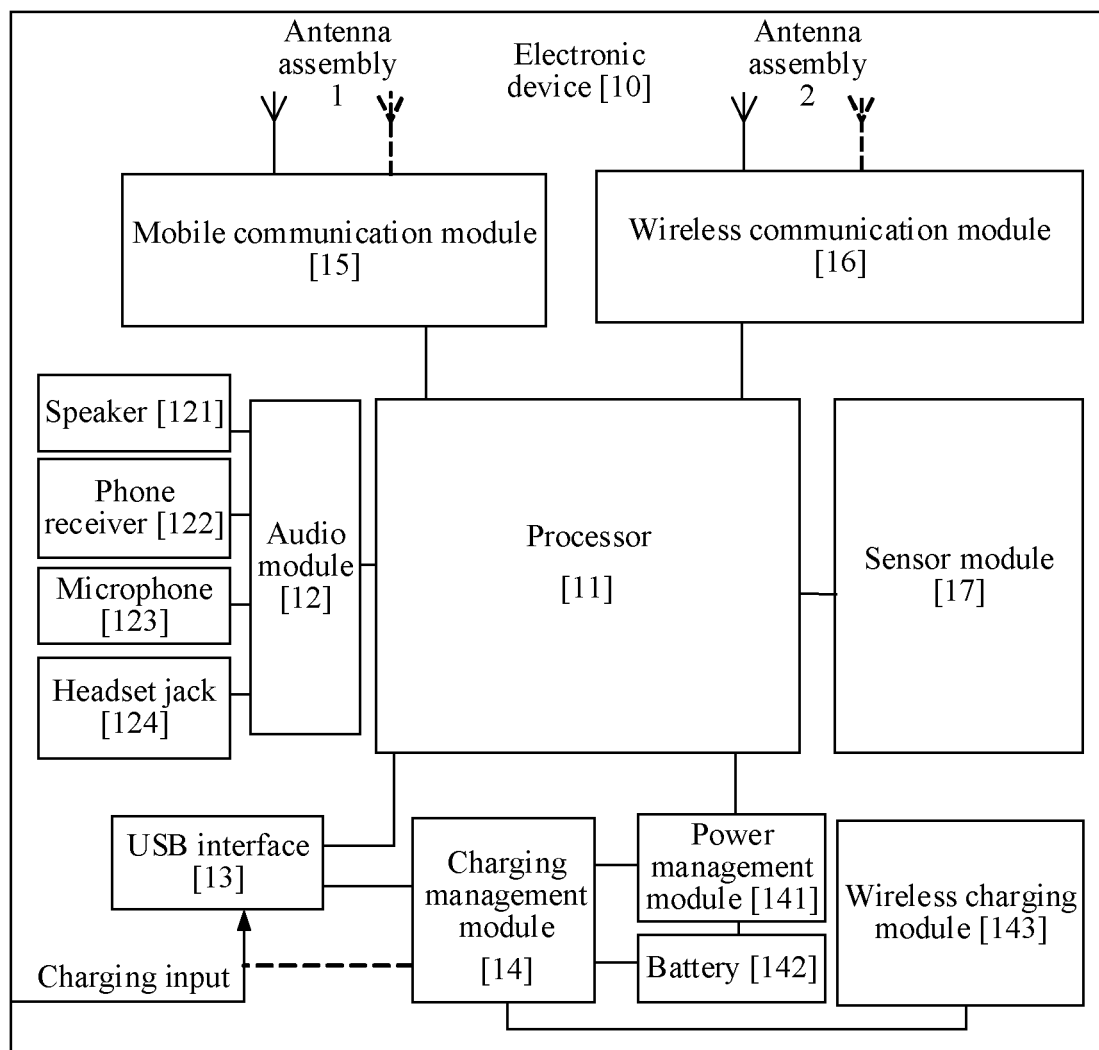 Antenna
assembly
1
Electronic
device [10]
Antenna
assembly
2
Mobile communication module
[15]
Wireless communication module
[16]
Speaker [121]
Phone
receiver [122]
Microphone
[123]
Headset jack
[124]
Audio
module
[12]
Processor
[11]
Sensor module
[17]
USB interface
[13]
Charging
management
module
[14]
Power
management
module [141]
Battery [142]
Wireless charging
module [143]
Charging input